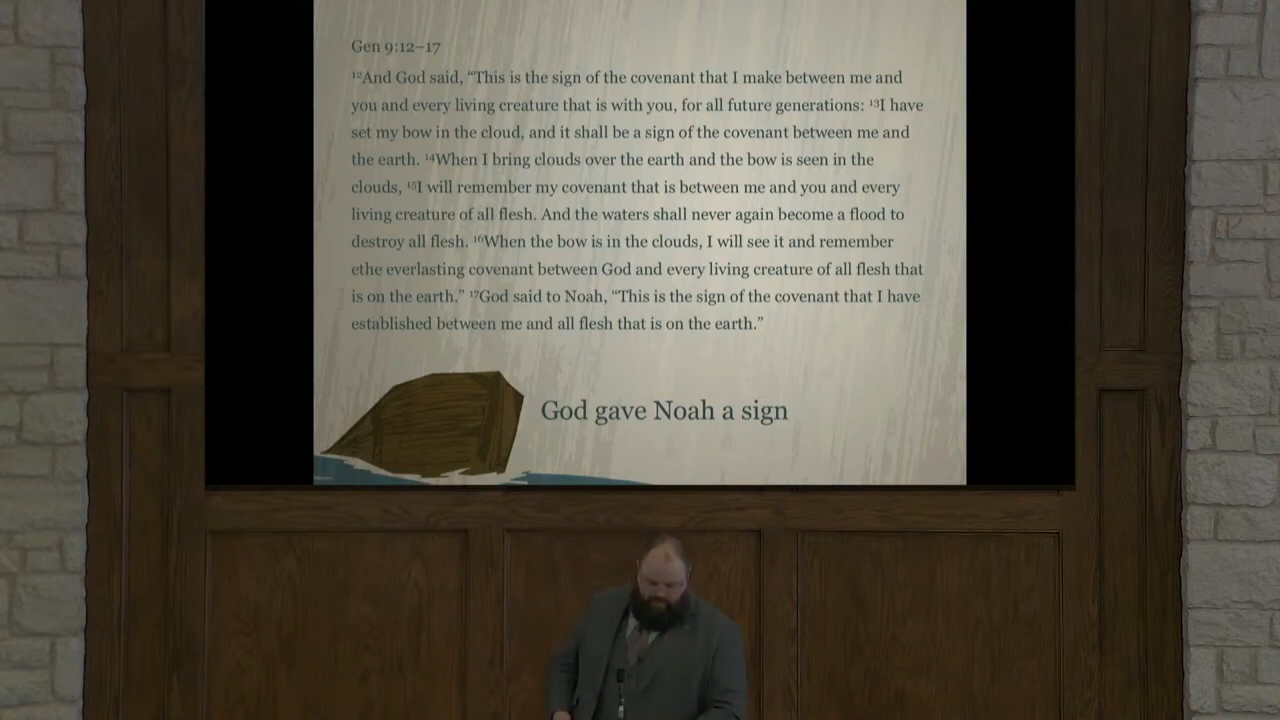 Gen 9:12–17
¹²And God said, “This is the sign of the covenant that I make between me and
you and every living creature that is with you, for all future generations: ¹³I have
set my bow in the cloud, and it shall be a sign of the covenant between me and
the earth. ¹⁴When I bring clouds over the earth and the bow is seen in the
clouds, ¹⁵I will remember my covenant that is between me and you and every
living creature of all flesh. And the waters shall never again become a flood to
destroy all flesh. ¹⁶When the bow is in the clouds, I will see it and remember
ethe everlasting covenant between God and every living creature of all flesh that
is on the earth.” ¹⁷God said to Noah, “This is the sign of the covenant that I have
established between me and all flesh that is on the earth.”
God gave Noah a sign